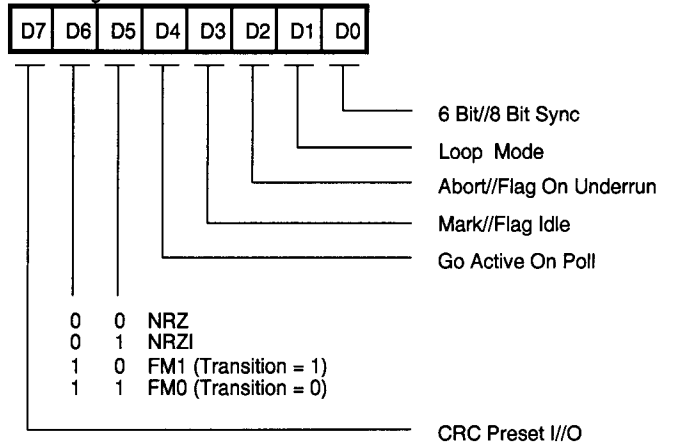 D7 D6 D5 D4 D3 D2 D1 D0
6 Bit//8 Bit Sync
Loop Mode
Abort//Flag On Underrun
Mark//Flag Idle
Go Active On Poll
0 0 NRZ
0 1 NRZI
1 0 FM1 (Transition = 1)
1 1 FM0 (Transition = 0)
CRC Preset I//O